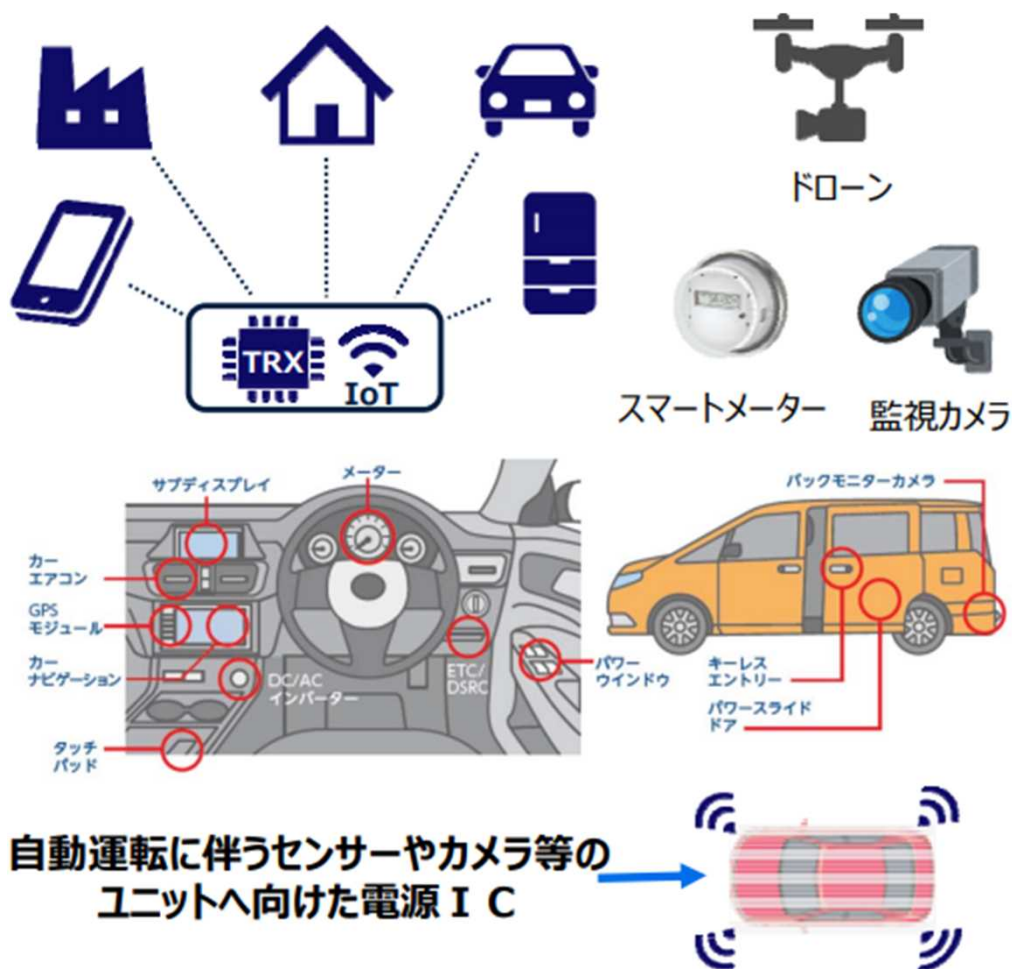 ドローン
TRX
IoT
スマートメーター
監視カメラ
サブディスプレイ
メーター
カー
エアコン
GPS
モジュール
カー
ナビゲーション
タッチ
パッド
DC/AC
インバーター
ETC/
DSRC
パワー
ウインドウ
バックモニターカメラ
キーレス
エントリー
パワースライド
ドア
自動運転に伴うセンサーやカメラ等の
ユニットへ向けた電源ＩＣ